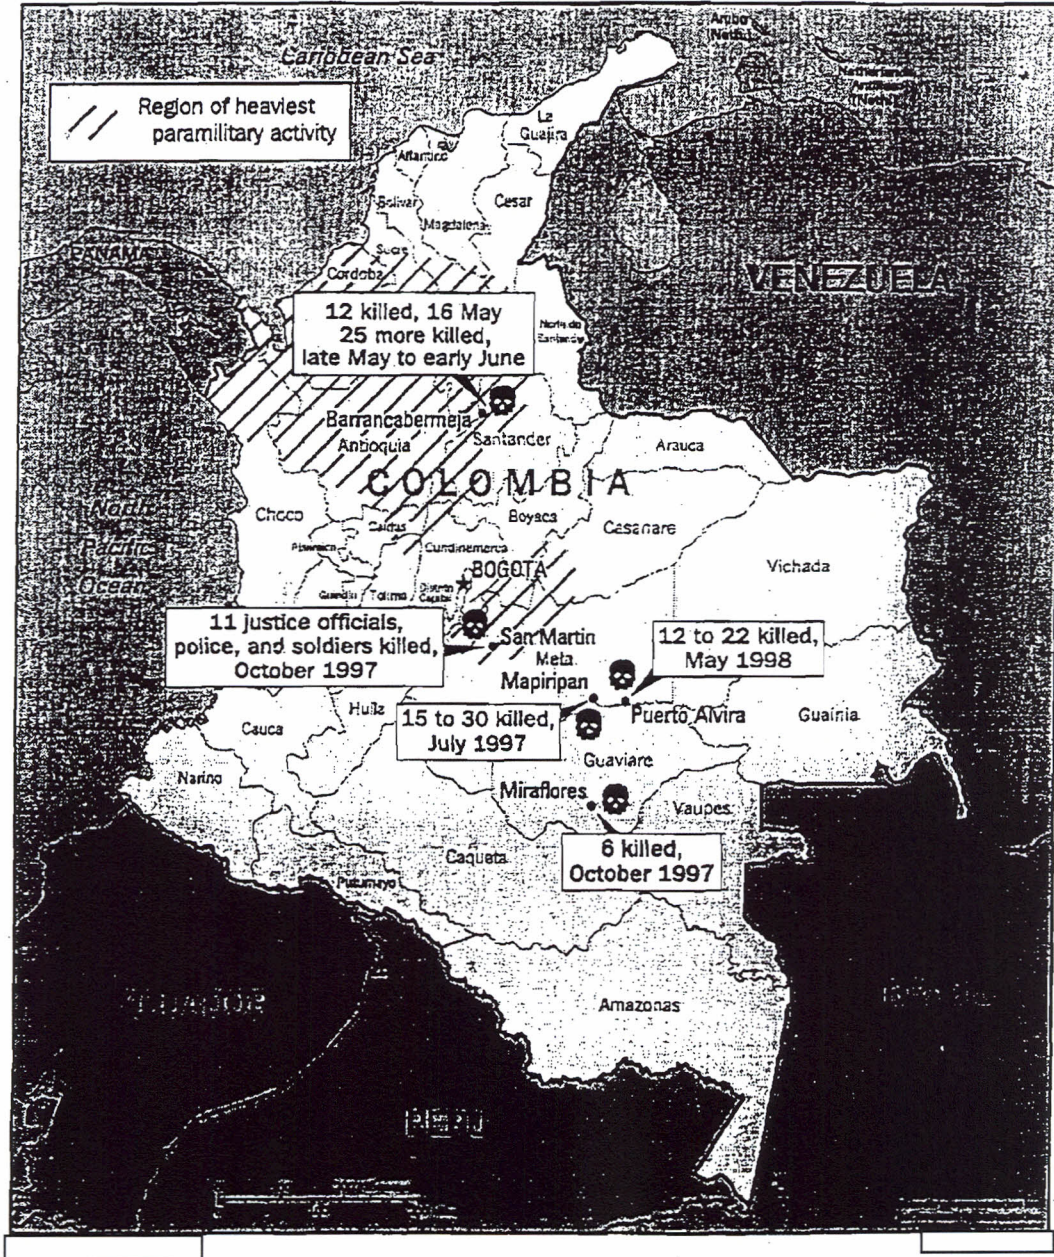 Caribbean Sea
Region of heaviest
paramilitary activity
La
Guajira
Atlantico
Bolivar
Cesar
Magdalena
Sucre
PANAMA
Cordoba
VENEZUELA
12 killed, 16 May
25 more killed,
late May to early June
Norte de
Santander
Barrancabermeja
Antioquia
Santander
Arauca
COLOMBIA
Choco
Boyaca
Casanare
Caldas
North
Pacific
Ocean
Cundinamarca
BOGOTA
Vichada
Tolima
11 justice officials,
police, and soldiers killed,
October 1997
San Martin
Meta
Mapiripan
12 to 22 killed,
May 1998
Huila
15 to 30 killed,
July 1997
Puerto Alvira
Guainia
Cauca
Guaviare
Narino
Miraflores
Vaupes
Caqueta
6 killed,
October 1997
Putumayo
Amazonas
PERU